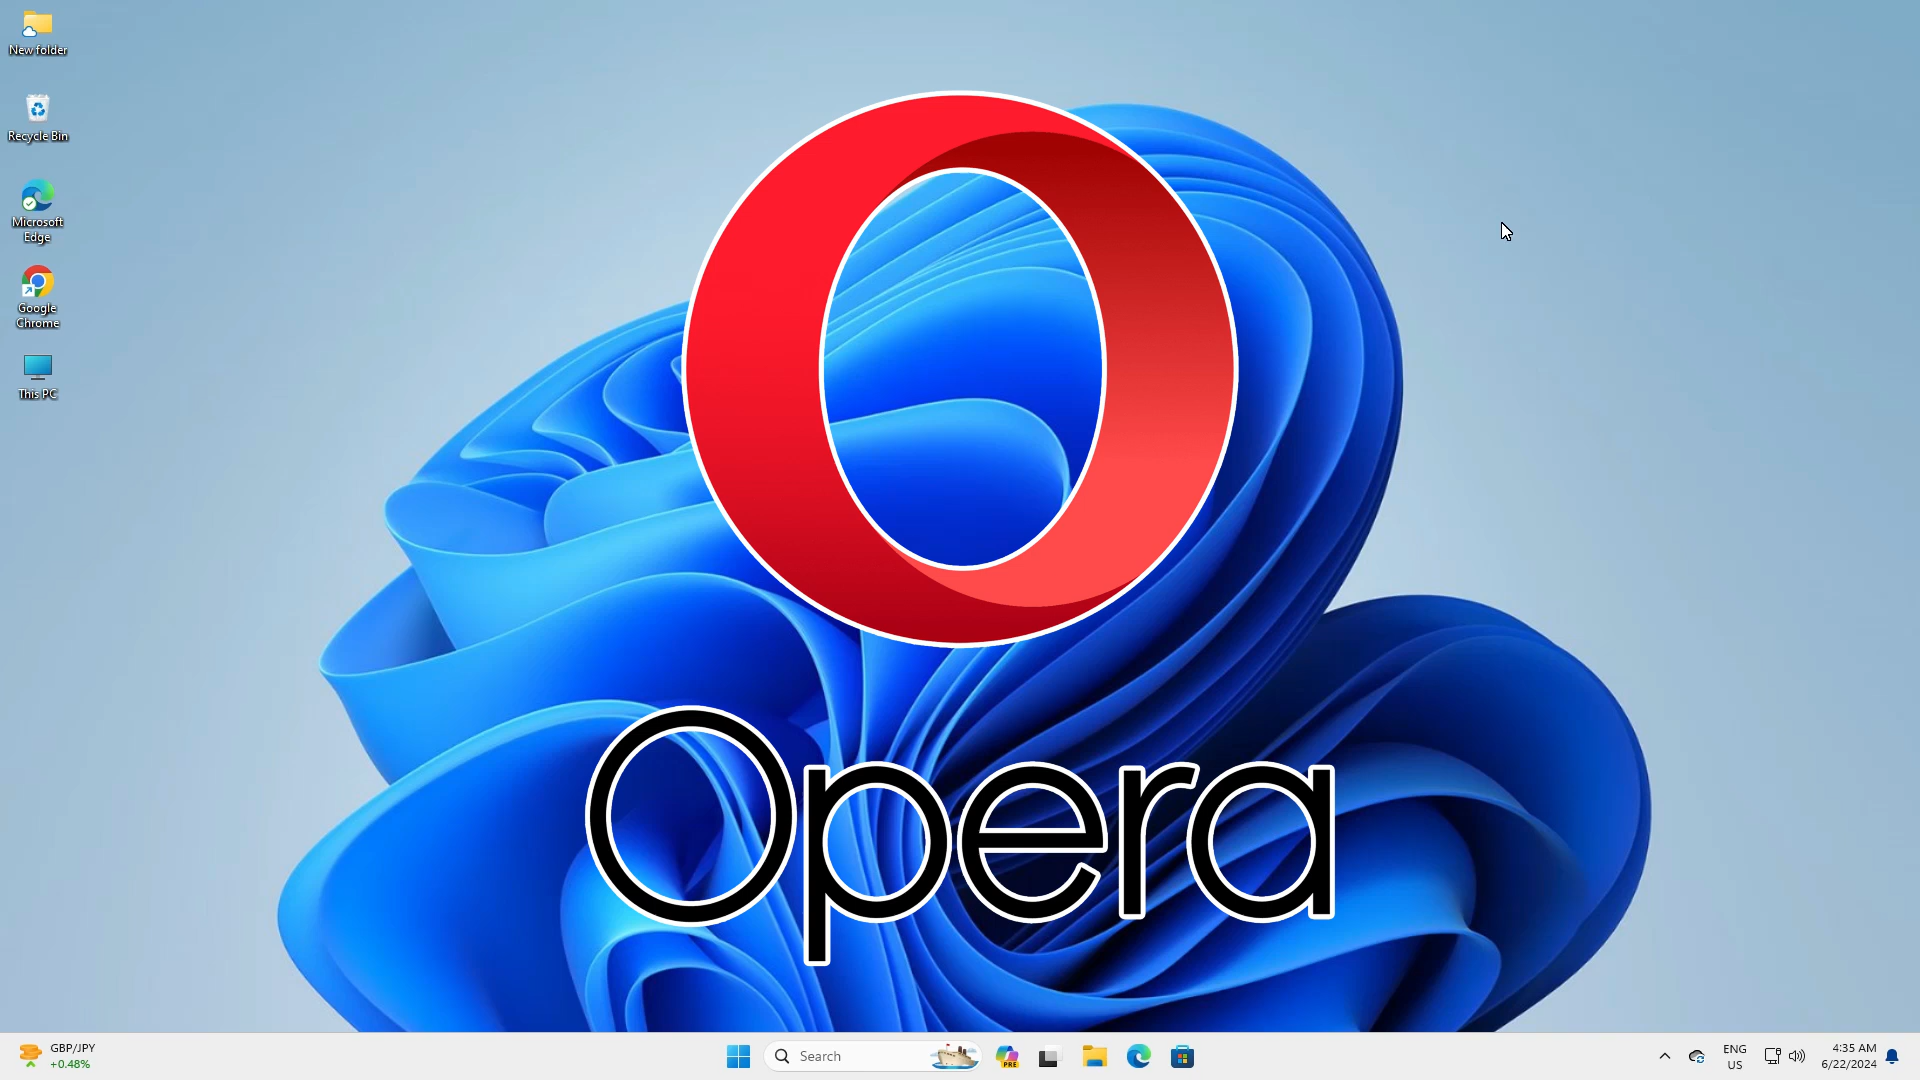 New folder
Recycle Bin
Microsoft
Edge
Google
Chrome
This PC
Opera
GBP/JPY
+0.48%
Search
PRE
ENG
US
4:35 AM
6/22/2024